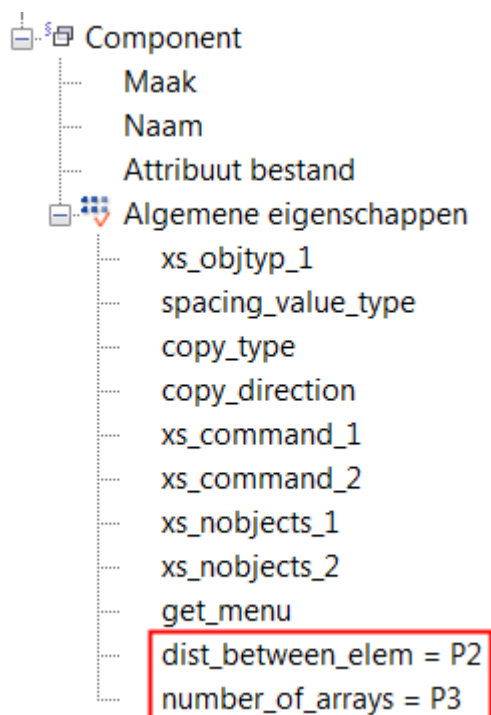 Component
Maak
Naam
Attribuut bestand
Algemene eigenschappen
xs_objtyp_1
spacing_value_type
copy_type
copy_direction
xs_command_1
xs_command_2
xs_nobjects_1
xs_nobjects_2
get_menu
dist_between_elem = P2
number_of_arrays = P3